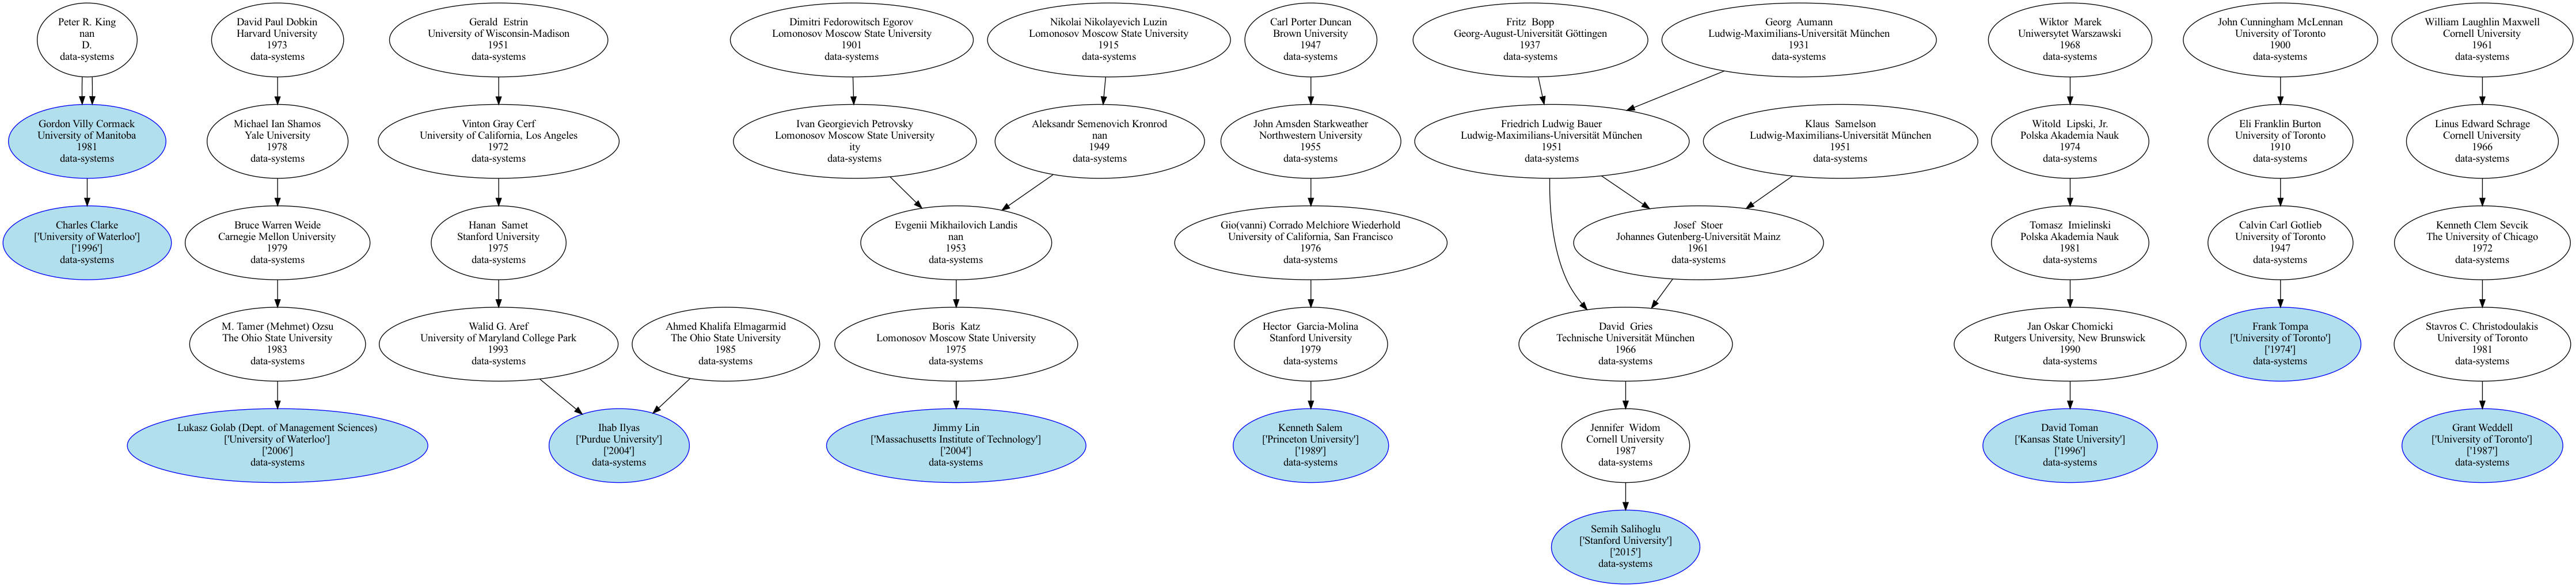 Peter R. King
nan
D.
data-systems
David Paul Dobkin
Harvard University
1973
data-systems
Gerald  Estrin
University of Wisconsin-Madison
1951
data-systems
Dimitri Fedorowitsch Egorov
Lomonosov Moscow State University
1901
data-systems
Nikolai Nikolayevich Luzin
Lomonosov Moscow State University
1915
data-systems
Carl Porter Duncan
Brown University
1947
data-systems
Fritz  Bopp
Georg-August-Universität Göttingen
1937
data-systems
Georg  Aumann
Ludwig-Maximilians-Universität München
1931
data-systems
Wiktor  Marek
Uniwersytet Warszawski
1968
data-systems
John Cunningham McLennan
University of Toronto
1900
data-systems
William Laughlin Maxwell
Cornell University
1961
data-systems
Gordon Villy Cormack
University of Manitoba
1981
data-systems
Michael Ian Shamos
Yale University
1978
data-systems
Vinton Gray Cerf
University of California, Los Angeles
1972
data-systems
Ivan Georgievich Petrovsky
Lomonosov Moscow State University
ity
data-systems
Aleksandr Semenovich Kronrod
nan
1949
data-systems
John Amsden Starkweather
Northwestern University
1955
data-systems
Friedrich Ludwig Bauer
Ludwig-Maximilians-Universität München
1951
data-systems
Klaus  Samelson
Ludwig-Maximilians-Universität München
1951
data-systems
Witold  Lipski, Jr.
Polska Akademia Nauk
1974
data-systems
Eli Franklin Burton
University of Toronto
1910
data-systems
Linus Edward Schrage
Cornell University
1966
data-systems
Charles Clarke
['University of Waterloo']
['1996']
data-systems
Bruce Warren Weide
Carnegie Mellon University
1979
data-systems
Hanan  Samet
Stanford University
1975
data-systems
Evgenii Mikhailovich Landis
nan
1953
data-systems
Gio(vanni) Corrado Melchiore Wiederhold
University of California, San Francisco
1976
data-systems
Josef  Stoer
Johannes Gutenberg-Universität Mainz
1961
data-systems
Tomasz  Imielinski
Polska Akademia Nauk
1981
data-systems
Calvin Carl Gotlieb
University of Toronto
1947
data-systems
Kenneth Clem Sevcik
The University of Chicago
1972
data-systems
M. Tamer (Mehmet) Ozsu
The Ohio State University
1983
data-systems
Walid G. Aref
University of Maryland College Park
1993
data-systems
Ahmed Khalifa Elmagarmid
The Ohio State University
1985
data-systems
Boris  Katz
Lomonosov Moscow State University
1975
data-systems
Hector  Garcia-Molina
Stanford University
1979
data-systems
David  Gries
Technische Universität München
1966
data-systems
Jan Oskar Chomicki
Rutgers University, New Brunswick
1990
data-systems
Frank Tompa
['University of Toronto']
['1974']
data-systems
Stavros C. Christodoulakis
University of Toronto
1981
data-systems
Lukasz Golab (Dept. of Management Sciences)
['University of Waterloo']
['2006']
data-systems
Ihab Ilyas
['Purdue University']
['2004']
data-systems
Jimmy Lin
['Massachusetts Institute of Technology']
['2004']
data-systems
Kenneth Salem
['Princeton University']
['1989']
data-systems
Jennifer  Widom
Cornell University
1987
data-systems
David Toman
['Kansas State University']
['1996']
data-systems
Grant Weddell
['University of Toronto']
['1987']
data-systems
Semih Salihoglu
['Stanford University']
['2015']
data-systems